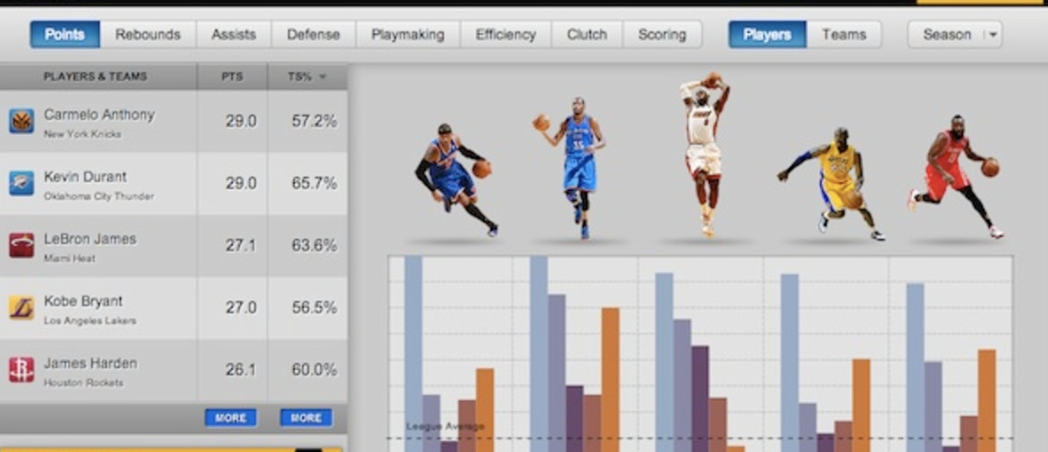 Points Rebounds Assists Defense Playmaking Efficiency Clutch Scoring Players Teams Season
PLAYERS & TEAMS PTS TS%
Carmelo Anthony 29.0 57.2%
New York Knicks
Kevin Durant 29.0 65.7%
Oklahoma City Thunder
LeBron James 27.1 63.6%
Miami Heat
Kobe Bryant 27.0 56.5%
Los Angeles Lakers
James Harden 26.1 60.0%
Houston Rockets
MORE MORE
League Average